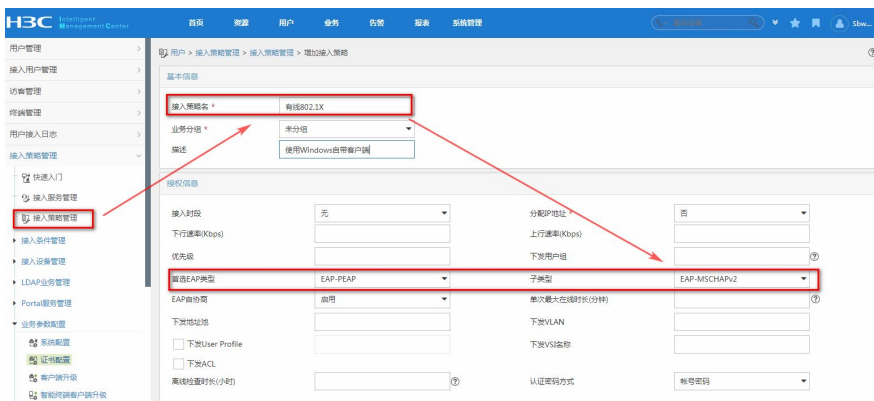 H3C Intelligent Management Center
首页 资源 用户 业务 告警 报表 系统管理
Sbw...
用户管理
接入用户管理
访客管理
终端管理
用户接入日志
接入策略管理
快速入门
接入服务管理
接入策略管理
接入条件管理
接入设备管理
LDAP业务管理
Portal服务管理
业务参数配置
系统配置
证书配置
客户端升级
智能终端客户端升级
用户 > 接入策略管理 > 接入策略管理 > 增加接入策略
基本信息
接入策略名 * 有线802.1X
业务分组 * 未分组
描述 使用Windows自带客户端
授权信息
接入时段 无 分配IP地址 * 否
下行速率(Kbps) 上行速率(Kbps)
优先级 下发用户组
首选EAP类型 EAP-PEAP 子类型 EAP-MSCHAPv2
EAP自协商 启用 单次最大在线时长(分钟)
下发地址池 下发VLAN
下发User Profile 下发VSI名称
下发ACL
离线检查时长(小时) 认证密码方式 帐号密码